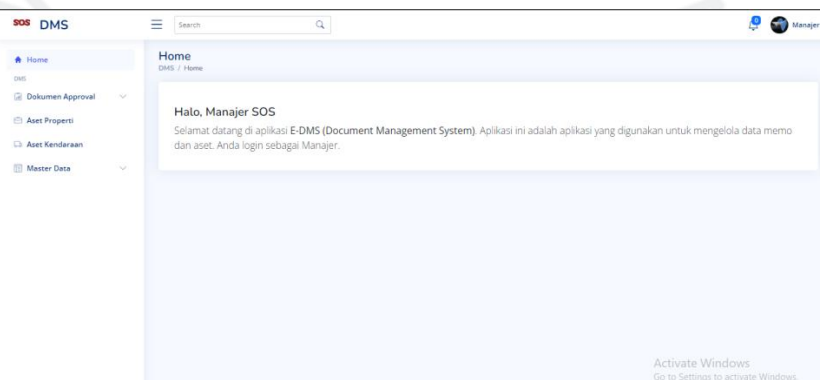 SOS DMS
Search
0
Manajer
Home
DMS
Dokumen Approval
Aset Properti
Aset Kendaraan
Master Data
Home
DMS / Home
Halo, Manajer SOS
Selamat datang di aplikasi E-DMS (Document Management System). Aplikasi ini adalah aplikasi yang digunakan untuk mengelola data memo
dan aset. Anda login sebagai Manajer.
Activate Windows
Go to Settings to activate Windows.